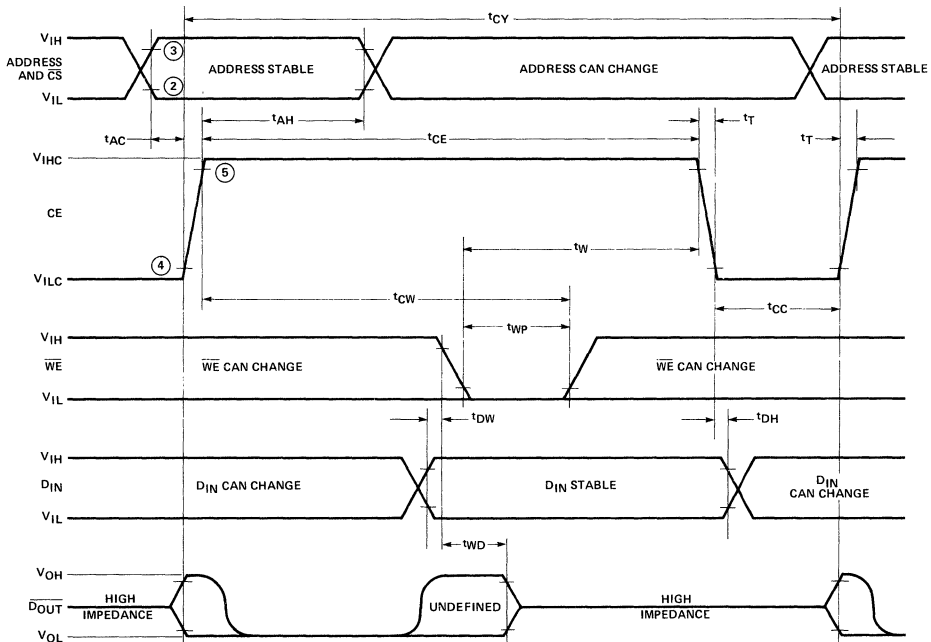 tCY
VIH
ADDRESS
AND CS
VIL
③
②
ADDRESS STABLE
ADDRESS CAN CHANGE
ADDRESS STABLE
tAC
tAH
tCE
tT
tT
VIHC
⑤
CE
④
VILC
tW
tCW
tWP
tCC
VIH
WE
VIL
WE CAN CHANGE
WE CAN CHANGE
tDW
tDH
VIH
DIN
VIL
DIN CAN CHANGE
DIN STABLE
DIN
CAN CHANGE
tWD
VOH
DOUT
VOL
HIGH
IMPEDANCE
UNDEFINED
HIGH
IMPEDANCE